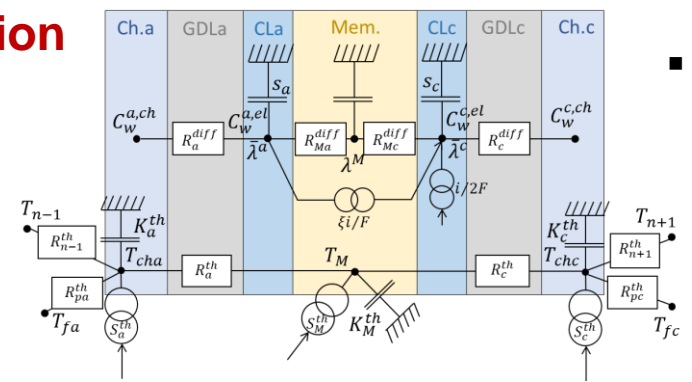 ion
Ch.a GDLa CLa Mem. CLc GDLc Ch.c
s_a s_c
C_w^{a,ch} C_w^{a,el} C_w^{c,el} C_w^{c,ch}
R_a^{diff} R_{Ma}^{diff} R_{Mc}^{diff} R_c^{diff}
λ̄^a λ^M λ̄^c
ξi/F i/2F
T_{n-1} K_a^{th} K_c^{th} T_{n+1}
R_{n-1}^{th} T_{cha} T_M T_{chc} R_{n+1}^{th}
R_{pa}^{th} R_a^{th} R_c^{th} R_{pc}^{th}
T_{fa} S_a^{th} S_M^{th} K_M^{th} S_c^{th} T_{fc}